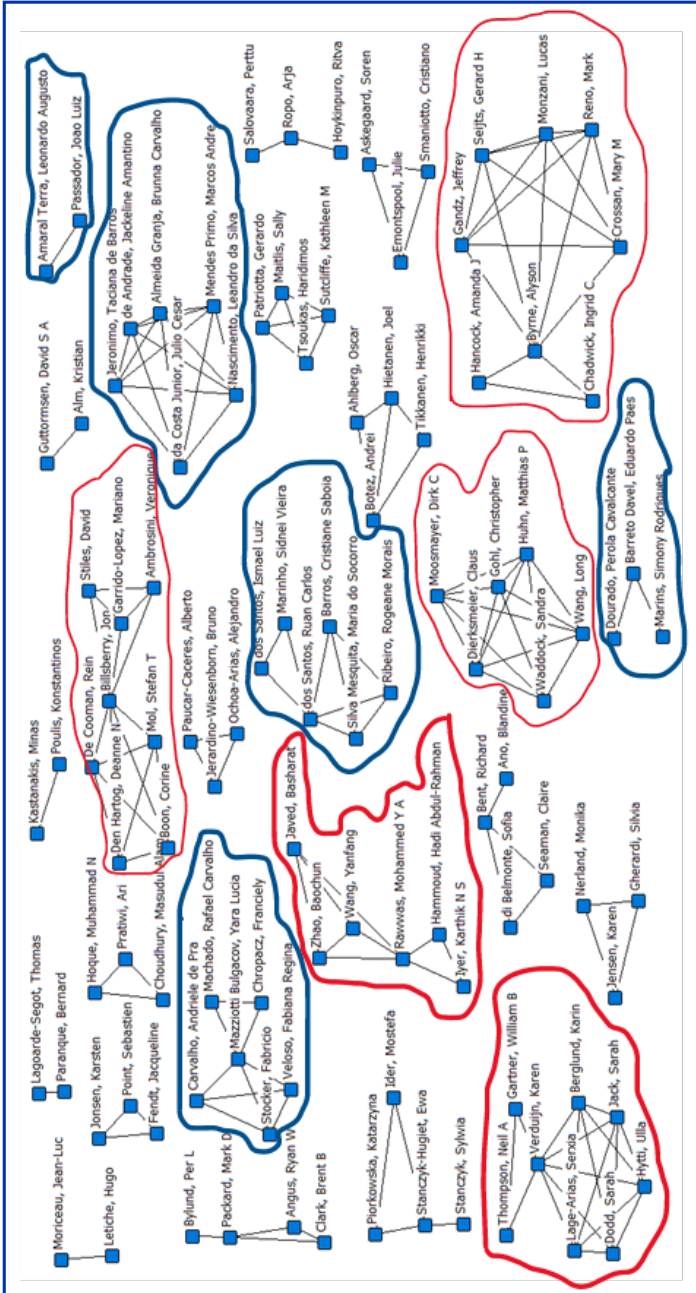 Moriceau, Jean-Luc
Letiche, Hugo
Lagoarde-Segot, Thomas
Paranque, Bernard
Kastanakis, Minas
Poulis, Konstantinos
Guttormsen, David S A
Alm, Kristian
Amaral Terra, Leonardo Augusto
Passador, Joao Luiz
Jonsen, Karsten
Point, Sebastien
Fendt, Jacqueline
Hoque, Muhammad N
Pratiwi, Ari
Choudhury, Masudul Alam
Stiles, David
De Cooman, Rein
Billsberry, Jon
Garrido-Lopez, Mariano
Den Hartog, Deanne N
Ambrosini, Veronique
Mol, Stefan T
Boon, Corine
Jeronimo, Taciana de Barros
de Andrade, Jackeline Amantino
Almeida Granja, Brunna Carvalho
da Costa Junior, Julio Cesar
Mendes Primo, Marcos Andre
Nascimento, Leandro da Silva
Bylund, Per L
Packard, Mark D
Angus, Ryan W
Clark, Brent B
Carvalho, Andriele de Pra
Machado, Rafael Carvalho
Mazziotti Bulgacov, Yara Lucia
Chropacz, Franciely
Stocker, Fabricio
Veloso, Fabiana Regina
Paucar-Caceres, Alberto
Jerardino-Wiesenborn, Bruno
Ochoa-Arias, Alejandro
Patriotta, Gerardo
Maitlis, Sally
Tsoukas, Haridimos
Sutcliffe, Kathleen M
Salovaara, Perttu
Ropo, Arja
Hoykinpuro, Ritva
Piorkowska, Katarzyna
Ider, Mostefa
Stanczyk-Hugiet, Ewa
Stanczyk, Sylwia
Javed, Basharat
Zhao, Baochun
Wang, Yanfang
Rawwas, Mohammed Y A
Hammoud, Hadi Abdul-Rahman
Iyer, Karthik N S
dos Santos, Ismael Luiz
Marinho, Sidnei Vieira
dos Santos, Ruan Carlos
Barros, Cristiane Saboia
Silva Mesquita, Maria do Socorro
Ribeiro, Rogeane Morais
Ahlberg, Oscar
Botez, Andrei
Hietanen, Joel
Tikkanen, Henrikki
Askegaard, Soren
Emontspool, Julie
Smaniotto, Cristiano
Thompson, Neil A
Gartner, William B
Verduijn, Karen
Berglund, Karin
Lage-Arias, Serxia
Jack, Sarah
Dodd, Sarah
Hytti, Ulla
Bent, Richard
Ano, Blandine
di Belmonte, Sofia
Seaman, Claire
Nerland, Monika
Jensen, Karen
Gherardi, Silvia
Moosmayer, Dirk C
Dierksmeier, Claus
Gohl, Christopher
Huhn, Matthias P
Waddock, Sandra
Wang, Long
Gandz, Jeffrey
Seijts, Gerard H
Hancock, Amanda J
Monzani, Lucas
Byrne, Alyson
Reno, Mark
Chadwick, Ingrid C
Crossan, Mary M
Dourado, Perola Cavalcante
Barreto Davel, Eduardo Paes
Marins, Simony Rodrigues